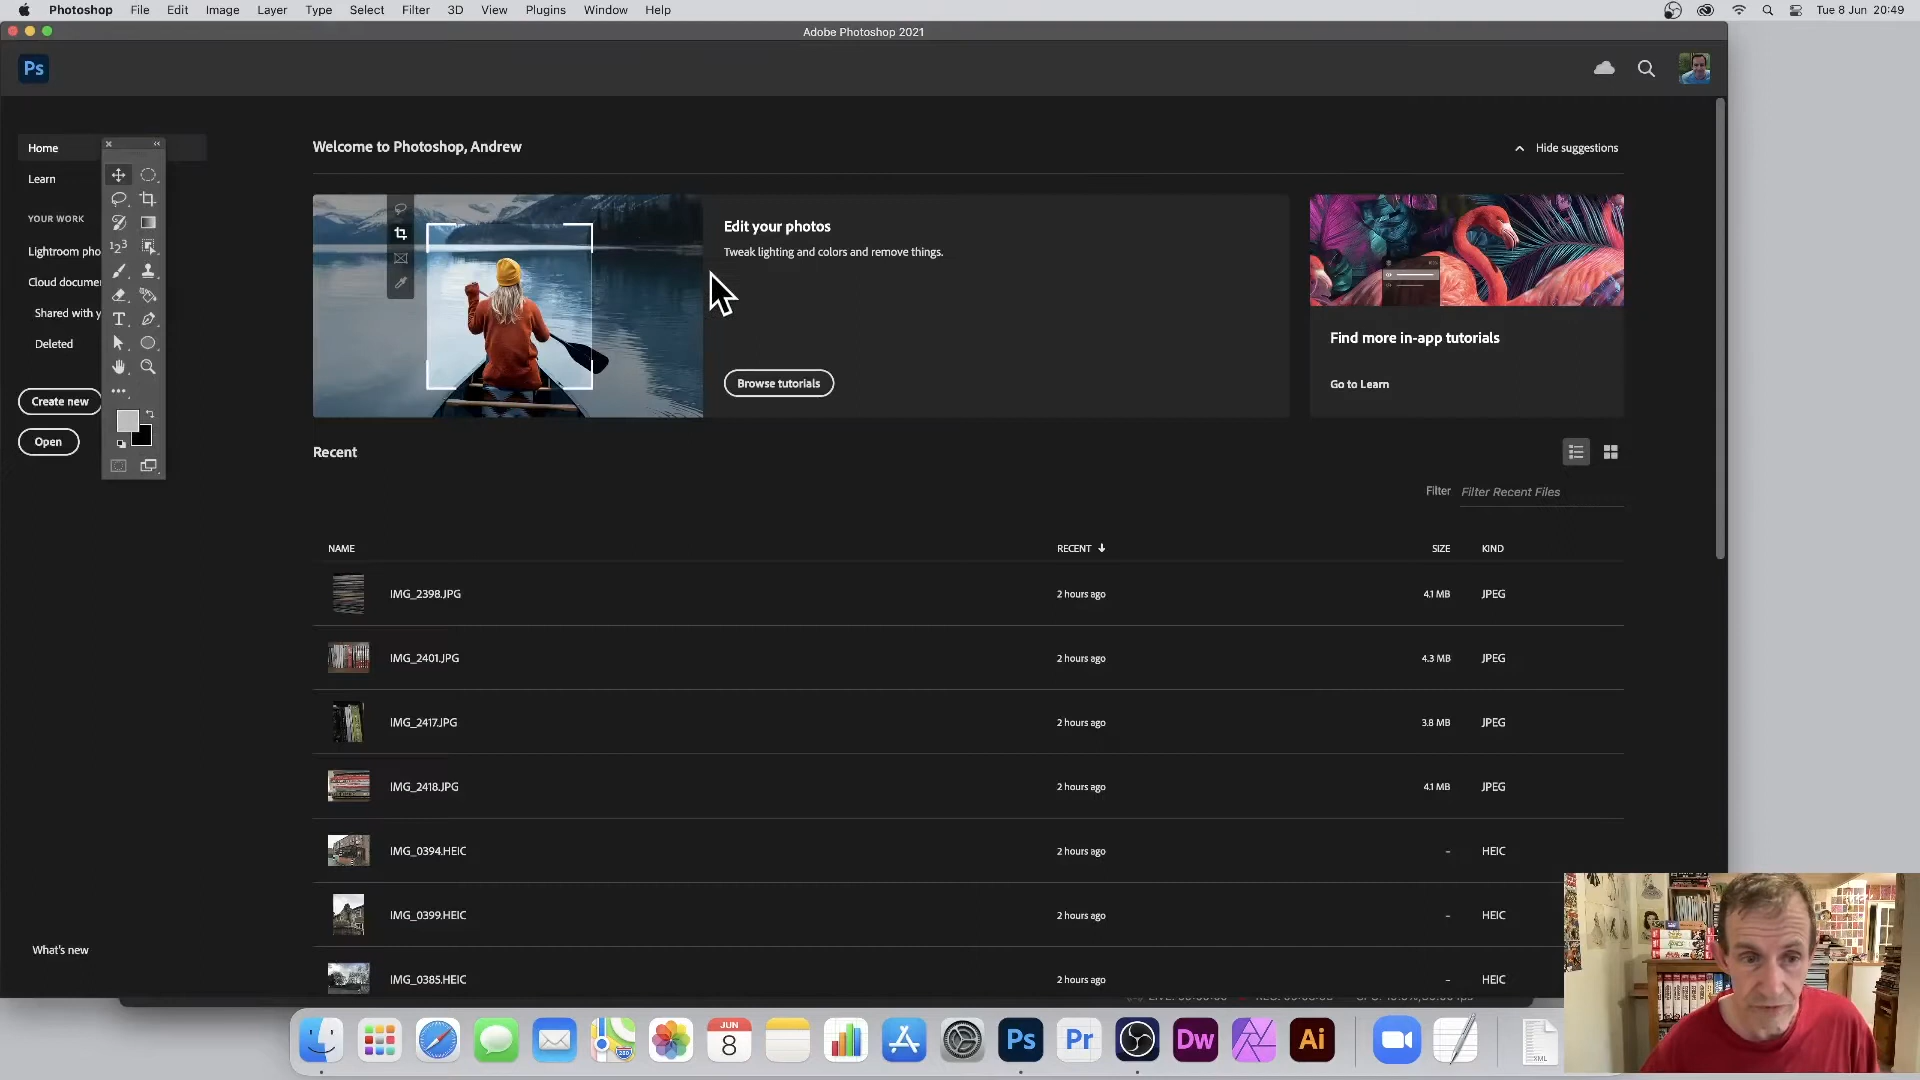 Photoshop File Edit Image Layer Type Select Filter 3D View Plugins Window Help Tue 8 Jun 20:49
Adobe Photoshop 2021
Ps
Home
Learn
YOUR WORK
Lightroom pho
Cloud documen
Shared with y
Deleted
Create new
Open
What's new
1 2 3
T
Welcome to Photoshop, Andrew
Hide suggestions
Edit your photos
Tweak lighting and colors and remove things.
Browse tutorials
Find more in-app tutorials
Go to Learn
Recent
Filter Filter Recent Files
NAME RECENT SIZE KIND
IMG_2398.JPG 2 hours ago 4.1 MB JPEG
IMG_2401.JPG 2 hours ago 4.3 MB JPEG
IMG_2417.JPG 2 hours ago 3.8 MB JPEG
IMG_2418.JPG 2 hours ago 4.1 MB JPEG
IMG_0394.HEIC 2 hours ago - HEIC
IMG_0399.HEIC 2 hours ago - HEIC
IMG_0385.HEIC 2 hours ago - HEIC
JUN
8
280
Ps Pr Dw Ai
XML